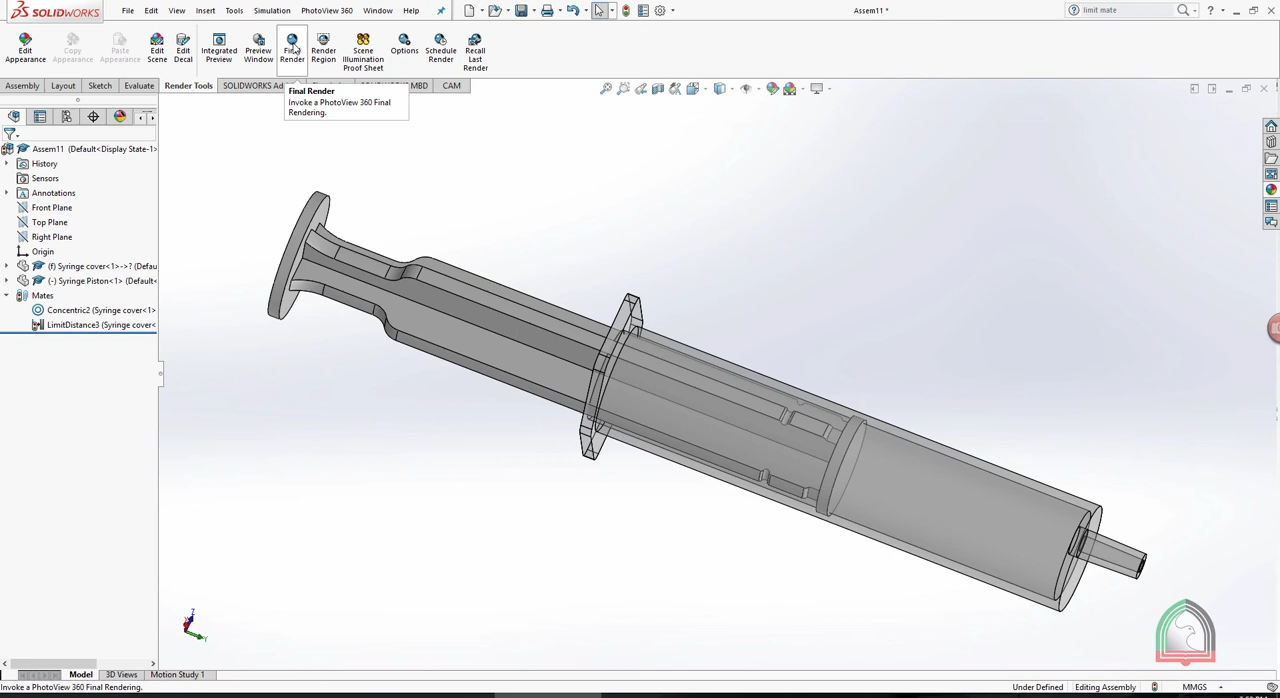 SOLIDWORKS
File Edit View Insert Tools Simulation PhotoView 360 Window Help
Assem11 *
limit mate
Edit Appearance
Copy Appearance
Paste Appearance
Edit Scene
Edit Decal
Integrated Preview
Preview Window
Final Render
Render Region
Scene Illumination Proof Sheet
Options
Schedule Render
Recall Last Render
Assembly Layout Sketch Evaluate Render Tools SOLIDWORKS MBD CAM
Final Render
Invoke a PhotoView 360 Final
Rendering.
Assem11 (Default<Display State-1>
History
Sensors
Annotations
Front Plane
Top Plane
Right Plane
Origin
(f) Syringe cover<1>->? (Defau
(-) Syringe Piston<1> (Default<
Mates
Concentric2 (Syringe cover<1>
LimitDistance3 (Syringe cover<
Z
Y
Model 3D Views Motion Study 1
Invoke a PhotoView 360 Final Rendering.
Under Defined Editing Assembly MMGS